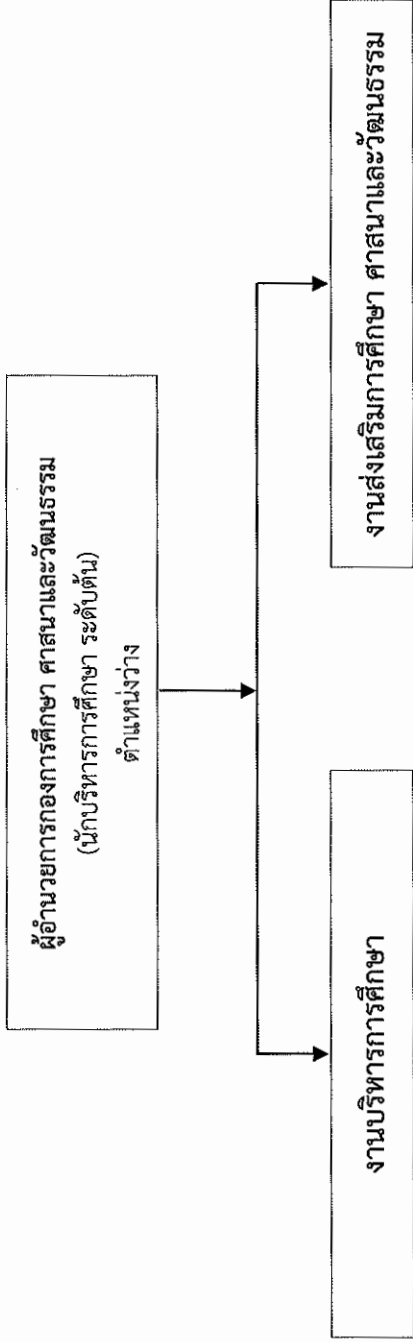 ผู้อำนวยการกองการศึกษา ศาสนาและวัฒนธรรม
(นักบริหารการศึกษา ระดับต้น)
ตำแหน่งว่าง
งานบริหารการศึกษา
งานส่งเสริมการศึกษา ศาสนาและวัฒนธรรม